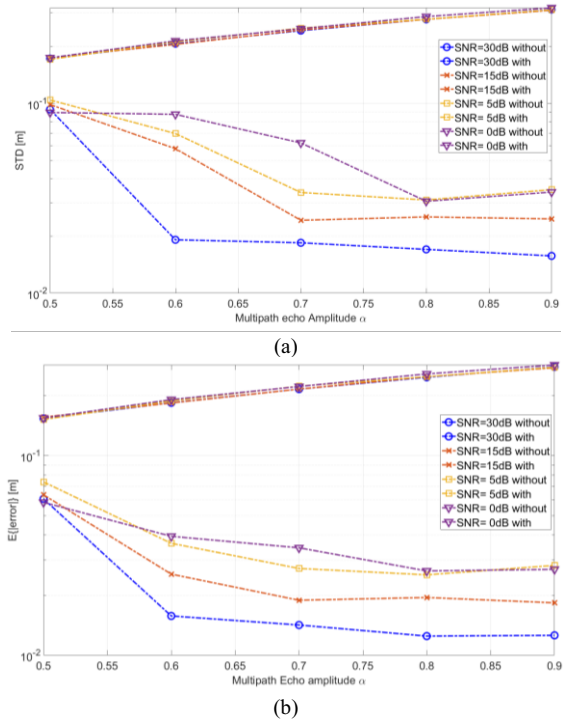 STD [m]
10^-1
10^-2
SNR=30dB without
SNR=30dB with
SNR=15dB without
SNR=15dB with
SNR= 5dB without
SNR= 5dB with
SNR= 0dB without
SNR= 0dB with
0.5 0.55 0.6 0.65 0.7 0.75 0.8 0.85 0.9
Multipath echo Amplitude α
(a)
E{|error|} [m]
10^-1
10^-2
SNR=30dB without
SNR=30dB with
SNR=15dB without
SNR=15dB with
SNR= 5dB without
SNR= 5dB with
SNR= 0dB without
SNR= 0dB with
0.5 0.55 0.6 0.65 0.7 0.75 0.8 0.85 0.9
Multipath Echo amplitude α
(b)